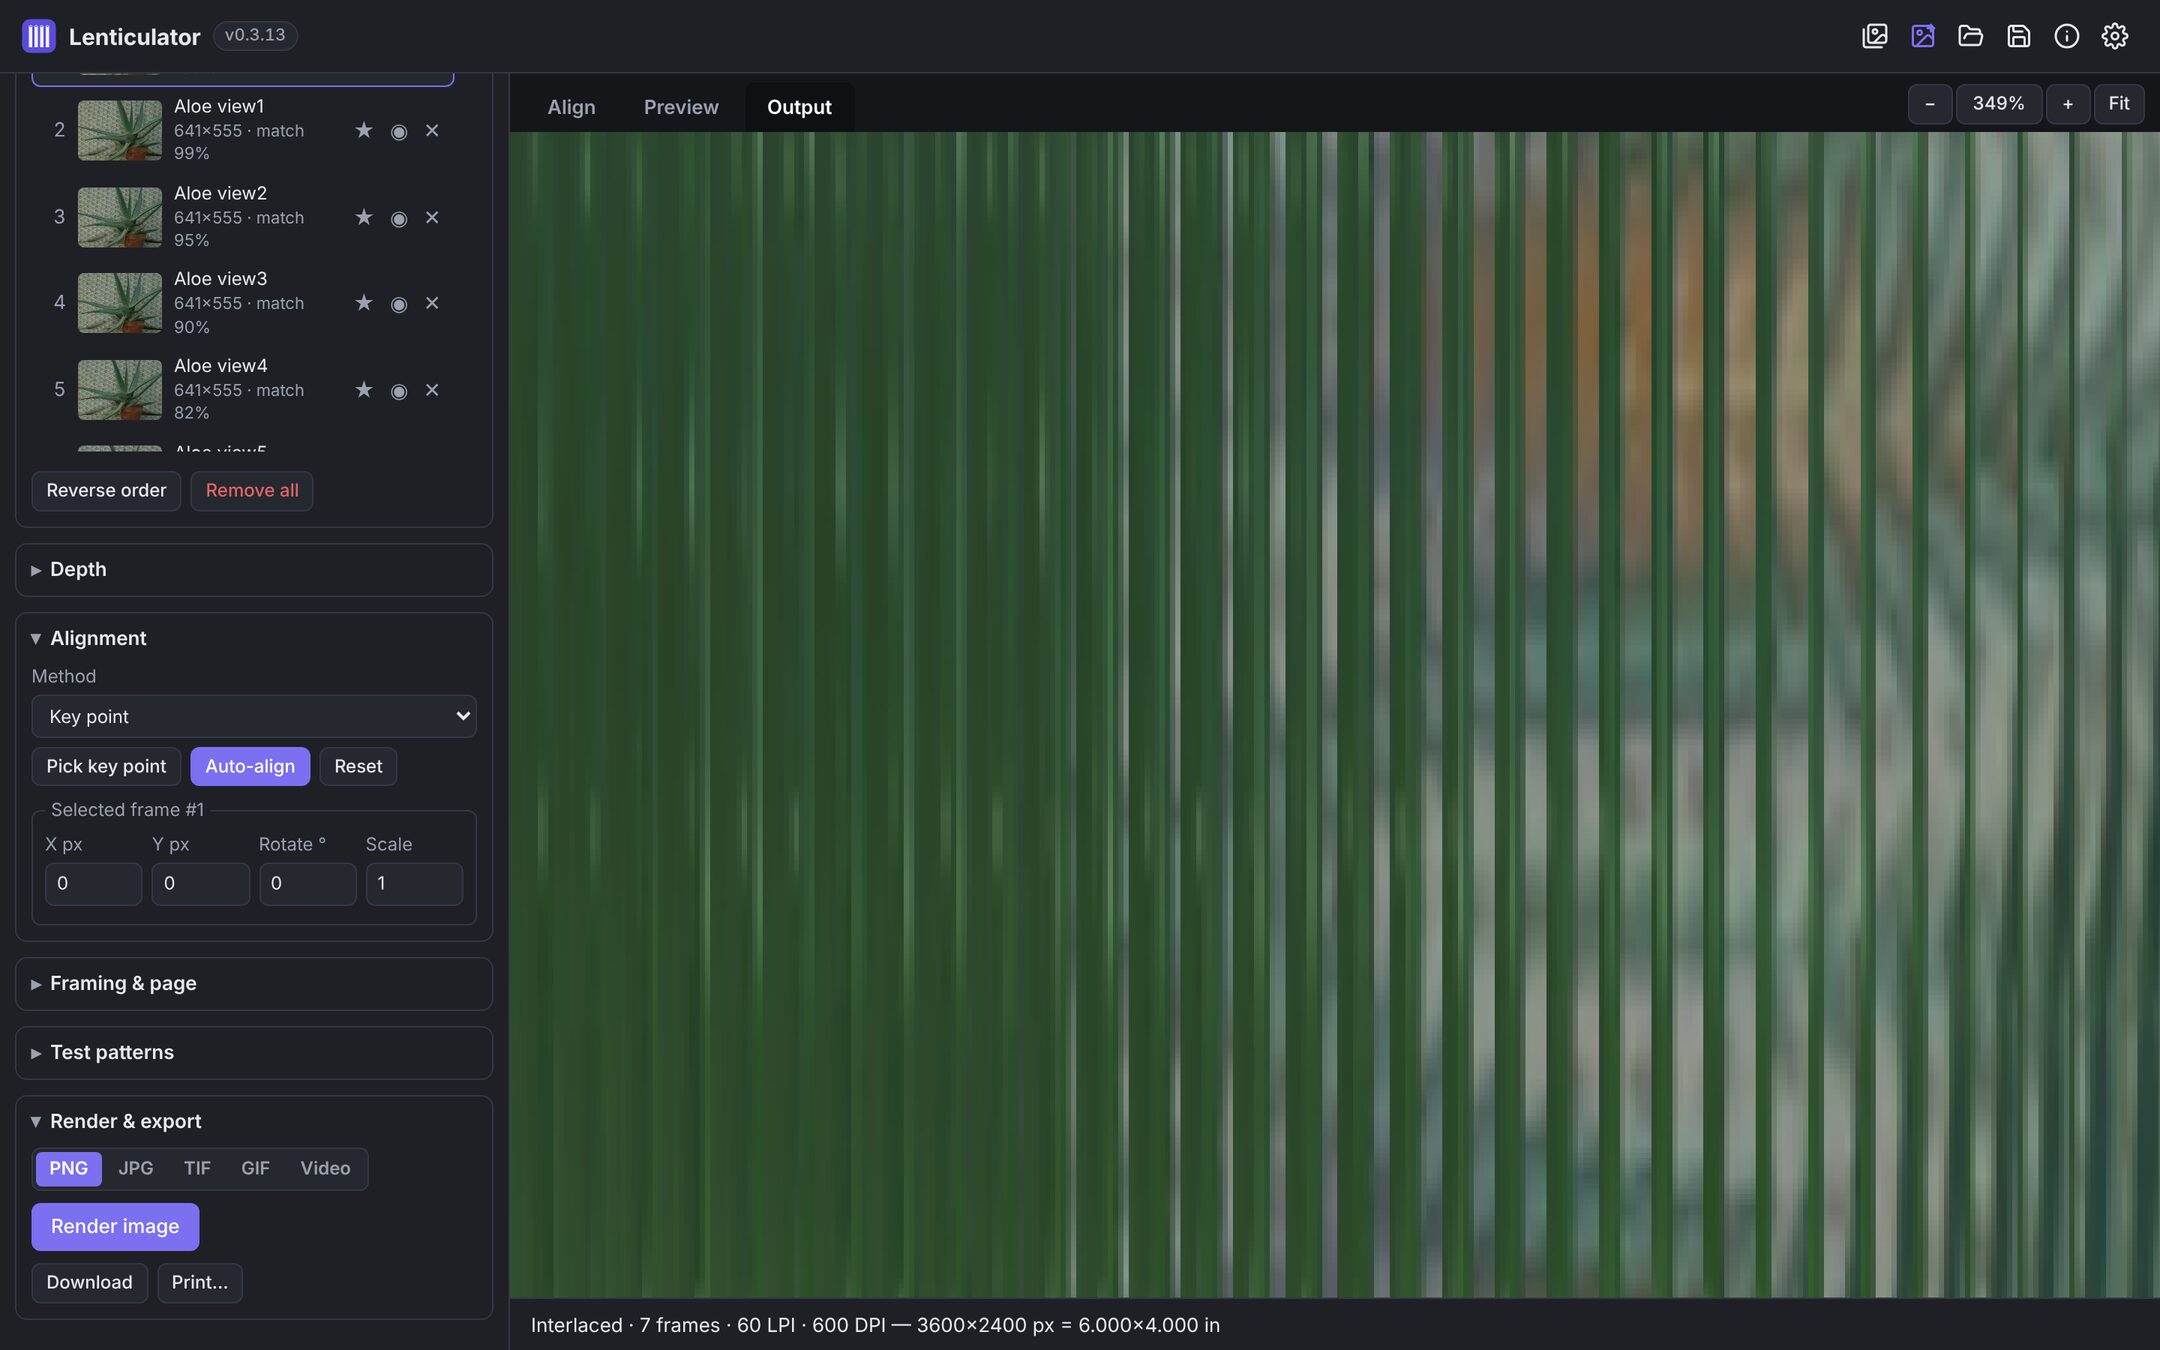 Lenticulator v0.3.13
Align Preview Output
− 349% + Fit
2 Aloe view1
641×555 · match
99%
3 Aloe view2
641×555 · match
95%
4 Aloe view3
641×555 · match
90%
5 Aloe view4
641×555 · match
82%
Aloe view5
Reverse order Remove all
Depth
Alignment
Method
Key point
Pick key point Auto-align Reset
Selected frame #1
X px Y px Rotate ° Scale
0 0 0 1
Framing & page
Test patterns
Render & export
PNG JPG TIF GIF Video
Render image
Download Print...
Interlaced · 7 frames · 60 LPI · 600 DPI — 3600×2400 px = 6.000×4.000 in